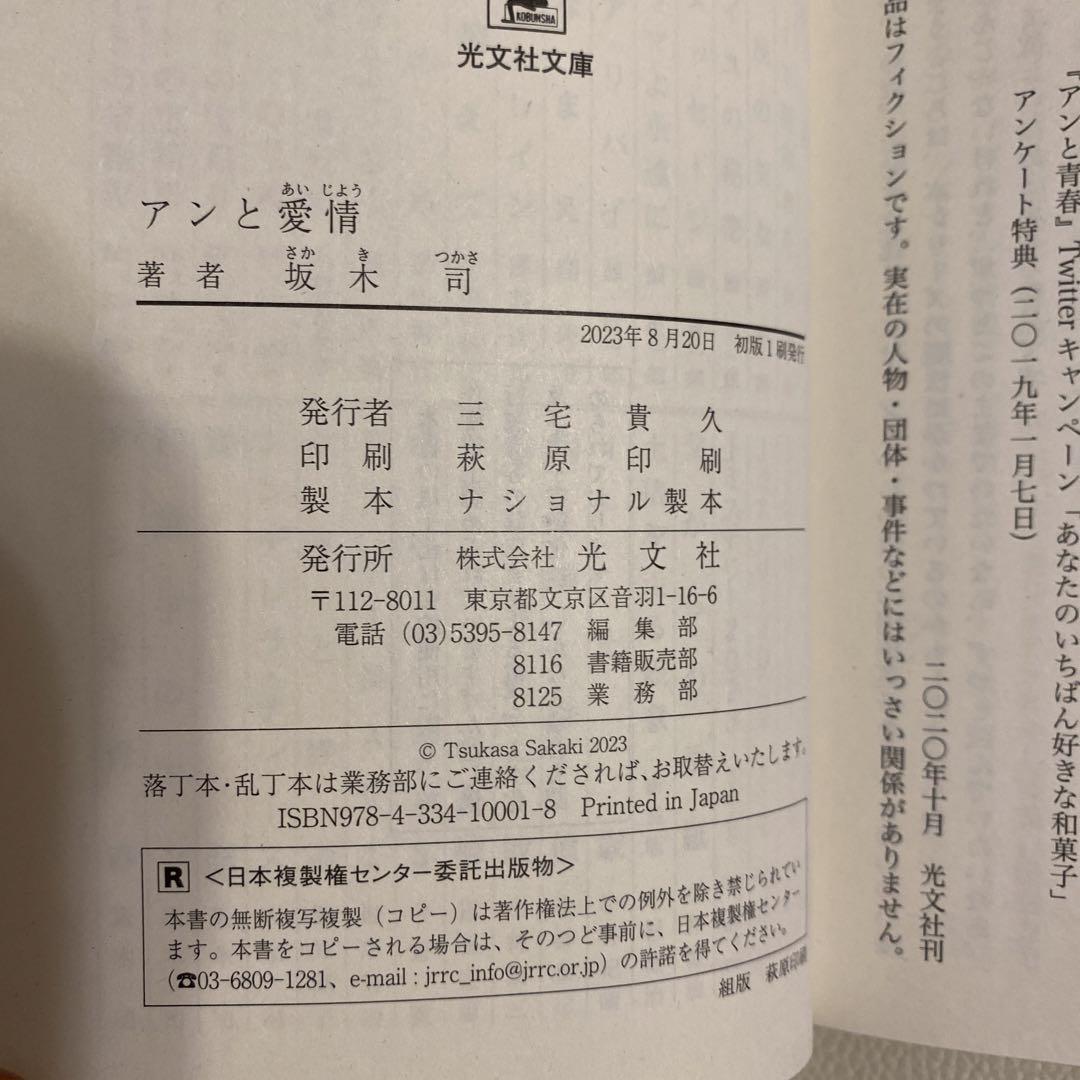 KOBUNSHA
光文社文庫
あいじよう
アンと愛情
さかき つかさ
著者 坂木 司
2023年8月20日 初版1刷発行
発行者 三宅貴久
印刷 萩原印刷
製本 ナショナル製本
発行所 株式会社 光文社
〒112-8011 東京都文京区音羽1-16-6
電話 (03)5395-8147 編集部
8116 書籍販売部
8125 業務部
© Tsukasa Sakaki 2023
落丁本・乱丁本は業務部にご連絡くだされば、お取替えいたします。
ISBN978-4-334-10001-8 Printed in Japan
R <日本複製権センター委託出版物>
本書の無断複写複製(コピー)は著作権法上での例外を除き禁じられてい
ます。本書をコピーされる場合は、そのつど事前に、日本複製権センター
(☎03-6809-1281、e-mail : jrrc_info@jrrc.or.jp)の許諾を得てください。
組版 萩原印刷
『アンと青春』Twitterキャンペーン「あなたのいちばん好きな和菓子」
アンケート特典(二〇一九年一月七日)
二〇二〇年十月 光文社刊
品はフィクションです。実在の人物・団体・事件などにはいっさい関係がありません。